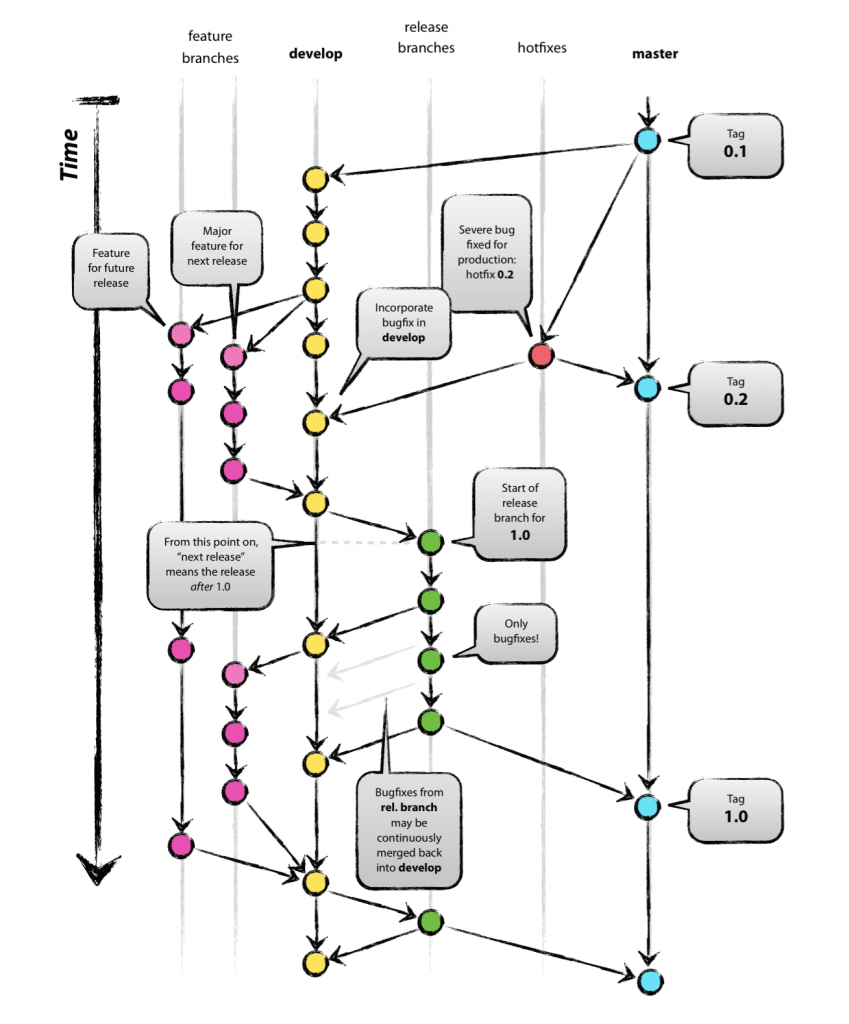 feature
branches
develop
release
branches
hotfixes
master
Time
Tag
0.1
Feature
for future
release
Major
feature for
next release
Severe bug
fixed for
production:
hotfix 0.2
Incorporate
bugfix in
develop
Tag
0.2
Start of
release
branch for
1.0
From this point on,
“next release”
means the release
after 1.0
Only
bugfixes!
Bugfixes from
rel. branch
may be
continuously
merged back
into develop
Tag
1.0